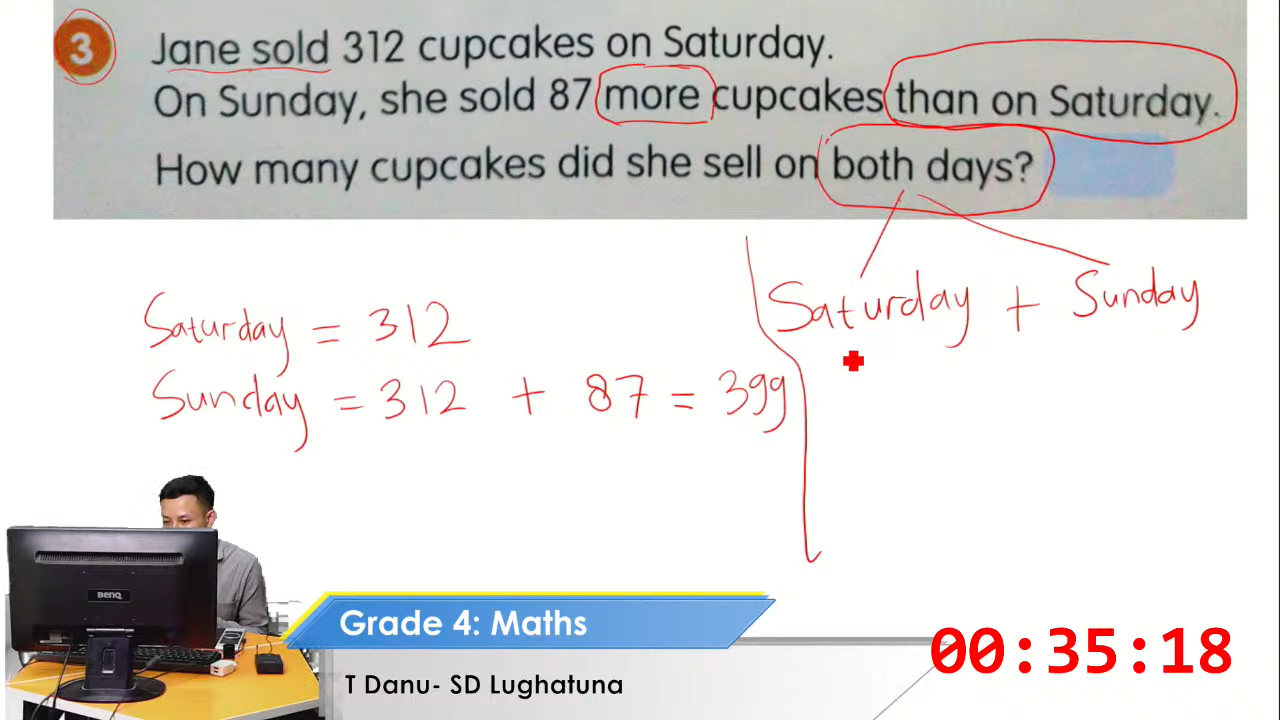 3 Jane sold 312 cupcakes on Saturday.
On Sunday, she sold 87 more cupcakes than on Saturday.
How many cupcakes did she sell on both days?
Saturday = 312
Sunday = 312 + 87 = 399
Saturday + Sunday
BenQ
Grade 4: Maths
T Danu- SD Lughatuna
00:35:18